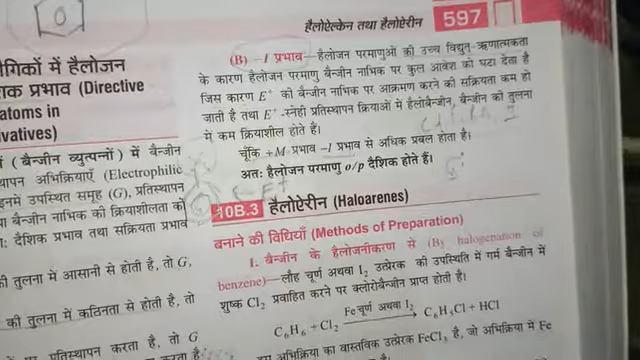 हैलोऐल्केन तथा हैलोऐरीन 597
गिकों में हैलोजन
शिक प्रभाव (Directive
atoms in
vatives)
(बैन्जीन व्युत्पन्नों) में बैन्जीन
थापन अभिक्रियाएँ (Electrophilic
इनमें उपस्थित समूह (G), प्रतिस्थापन
बैन्जीन नाभिक की क्रियाशीलता को
: दैशिक प्रभाव तथा सक्रियता प्रभाव
की तुलना में आसानी से होती है, तो G,
की तुलना में कठिनता से होती है, तो
प्रतिस्थापन करता है, तो G
(B) –I प्रभाव—हैलोजन परमाणुओं की उच्च विद्युत-ऋणात्मकता
के कारण हैलोजन परमाणु बैन्जीन नाभिक पर कुल आवेश को घटा देता है
जिस कारण E⁺ की बैन्जीन नाभिक पर आक्रमण करने की सक्रियता कम हो
जाती है तथा E⁺-स्नेही प्रतिस्थापन क्रियाओं में हैलोबेन्जीन, बैन्जीन की तुलना
में कम क्रियाशील होते हैं।
चूँकि +M प्रभाव –I प्रभाव से अधिक प्रबल होता है।
अतः हैलोजन परमाणु o/p दैशिक होते हैं।
10B.3 हैलोऐरीन (Haloarenes)
बनाने की विधियाँ (Methods of Preparation)
1. बैन्जीन के हैलोजनीकरण से (By halogenation of
benzene)—लौह चूर्ण अथवा I₂ उत्प्रेरक की उपस्थिति में गर्म बैन्जीन में
शुष्क Cl₂ प्रवाहित करने पर क्लोरोबैन्जीन प्राप्त होती है।
C₆H₆ + Cl₂ Fe चूर्ण अथवा I₂ → C₆H₅Cl + HCl
अभिक्रिया का वास्तविक उत्प्रेरक FeCl₃ है, जो अभिक्रिया में Fe